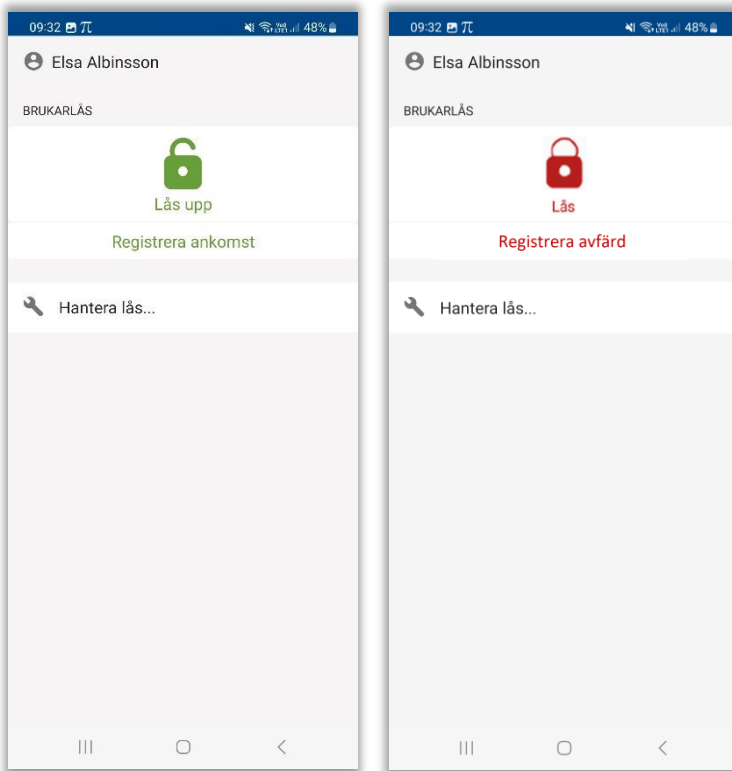 09:32 π 48%
Elsa Albinsson
BRUKARLÅS
Lås upp
Registrera ankomst
Hantera lås...
09:32 π 48%
Elsa Albinsson
BRUKARLÅS
Lås
Registrera avfärd
Hantera lås...